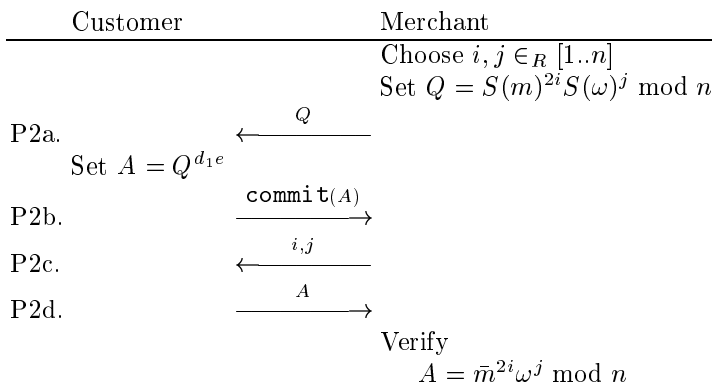 Customer Merchant
Choose i, j ∈_R [1..n]
Set Q = S(m)^{2i} S(ω)^j mod n
P2a. Q
Set A = Q^{d_1 e}
P2b. commit(A)
P2c. i,j
P2d. A
Verify
A = m̄^{2i} ω^j mod n